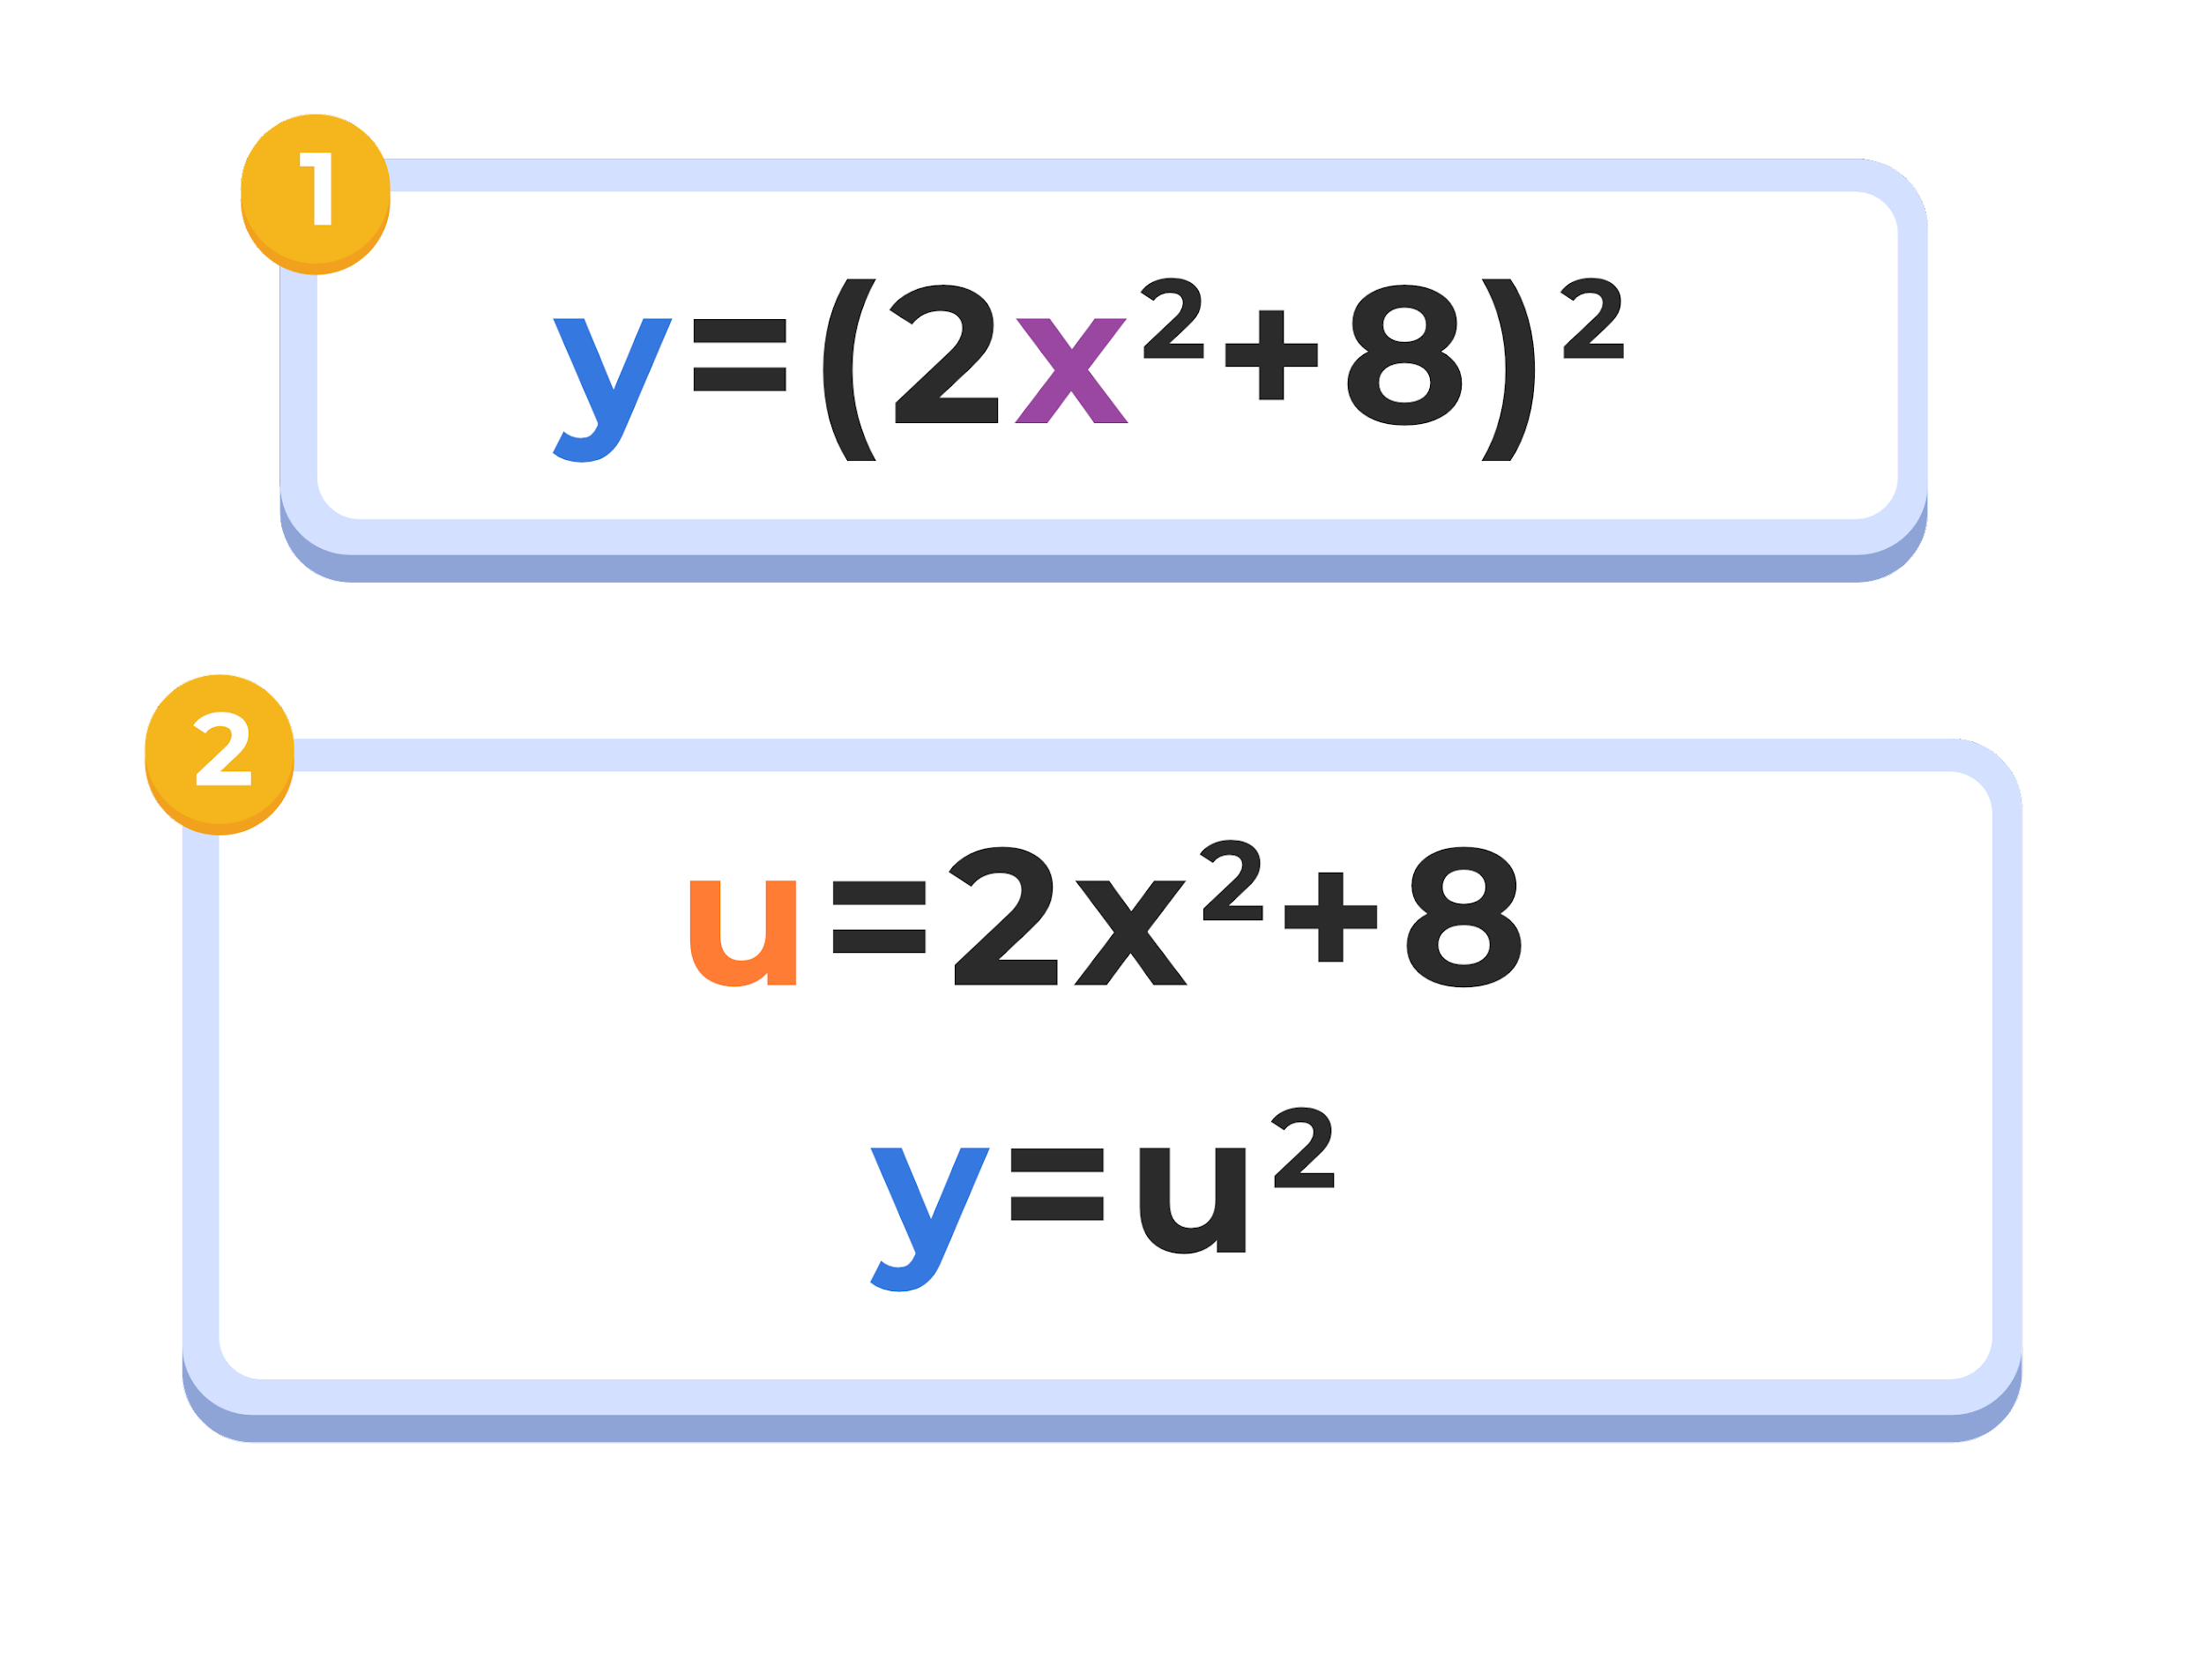 1
y=(2x²+8)²
2
u=2x²+8
y=u²